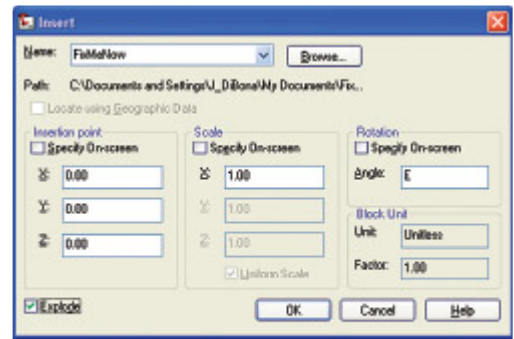 Insert
Name: FixMeNow Browse...
Path: C:\Documents and Settings\J_DiBona\My Documents\Fix...
Locate using Geographic Data
Insertion point
Specify On-screen
X: 0.00
Y: 0.00
Z: 0.00
Scale
Specify On-screen
X: 1.00
Y: 1.00
Z: 1.00
Uniform Scale
Rotation
Specify On-screen
Angle: E
Block Unit
Unit: Unitless
Factor: 1.00
Explode OK Cancel Help